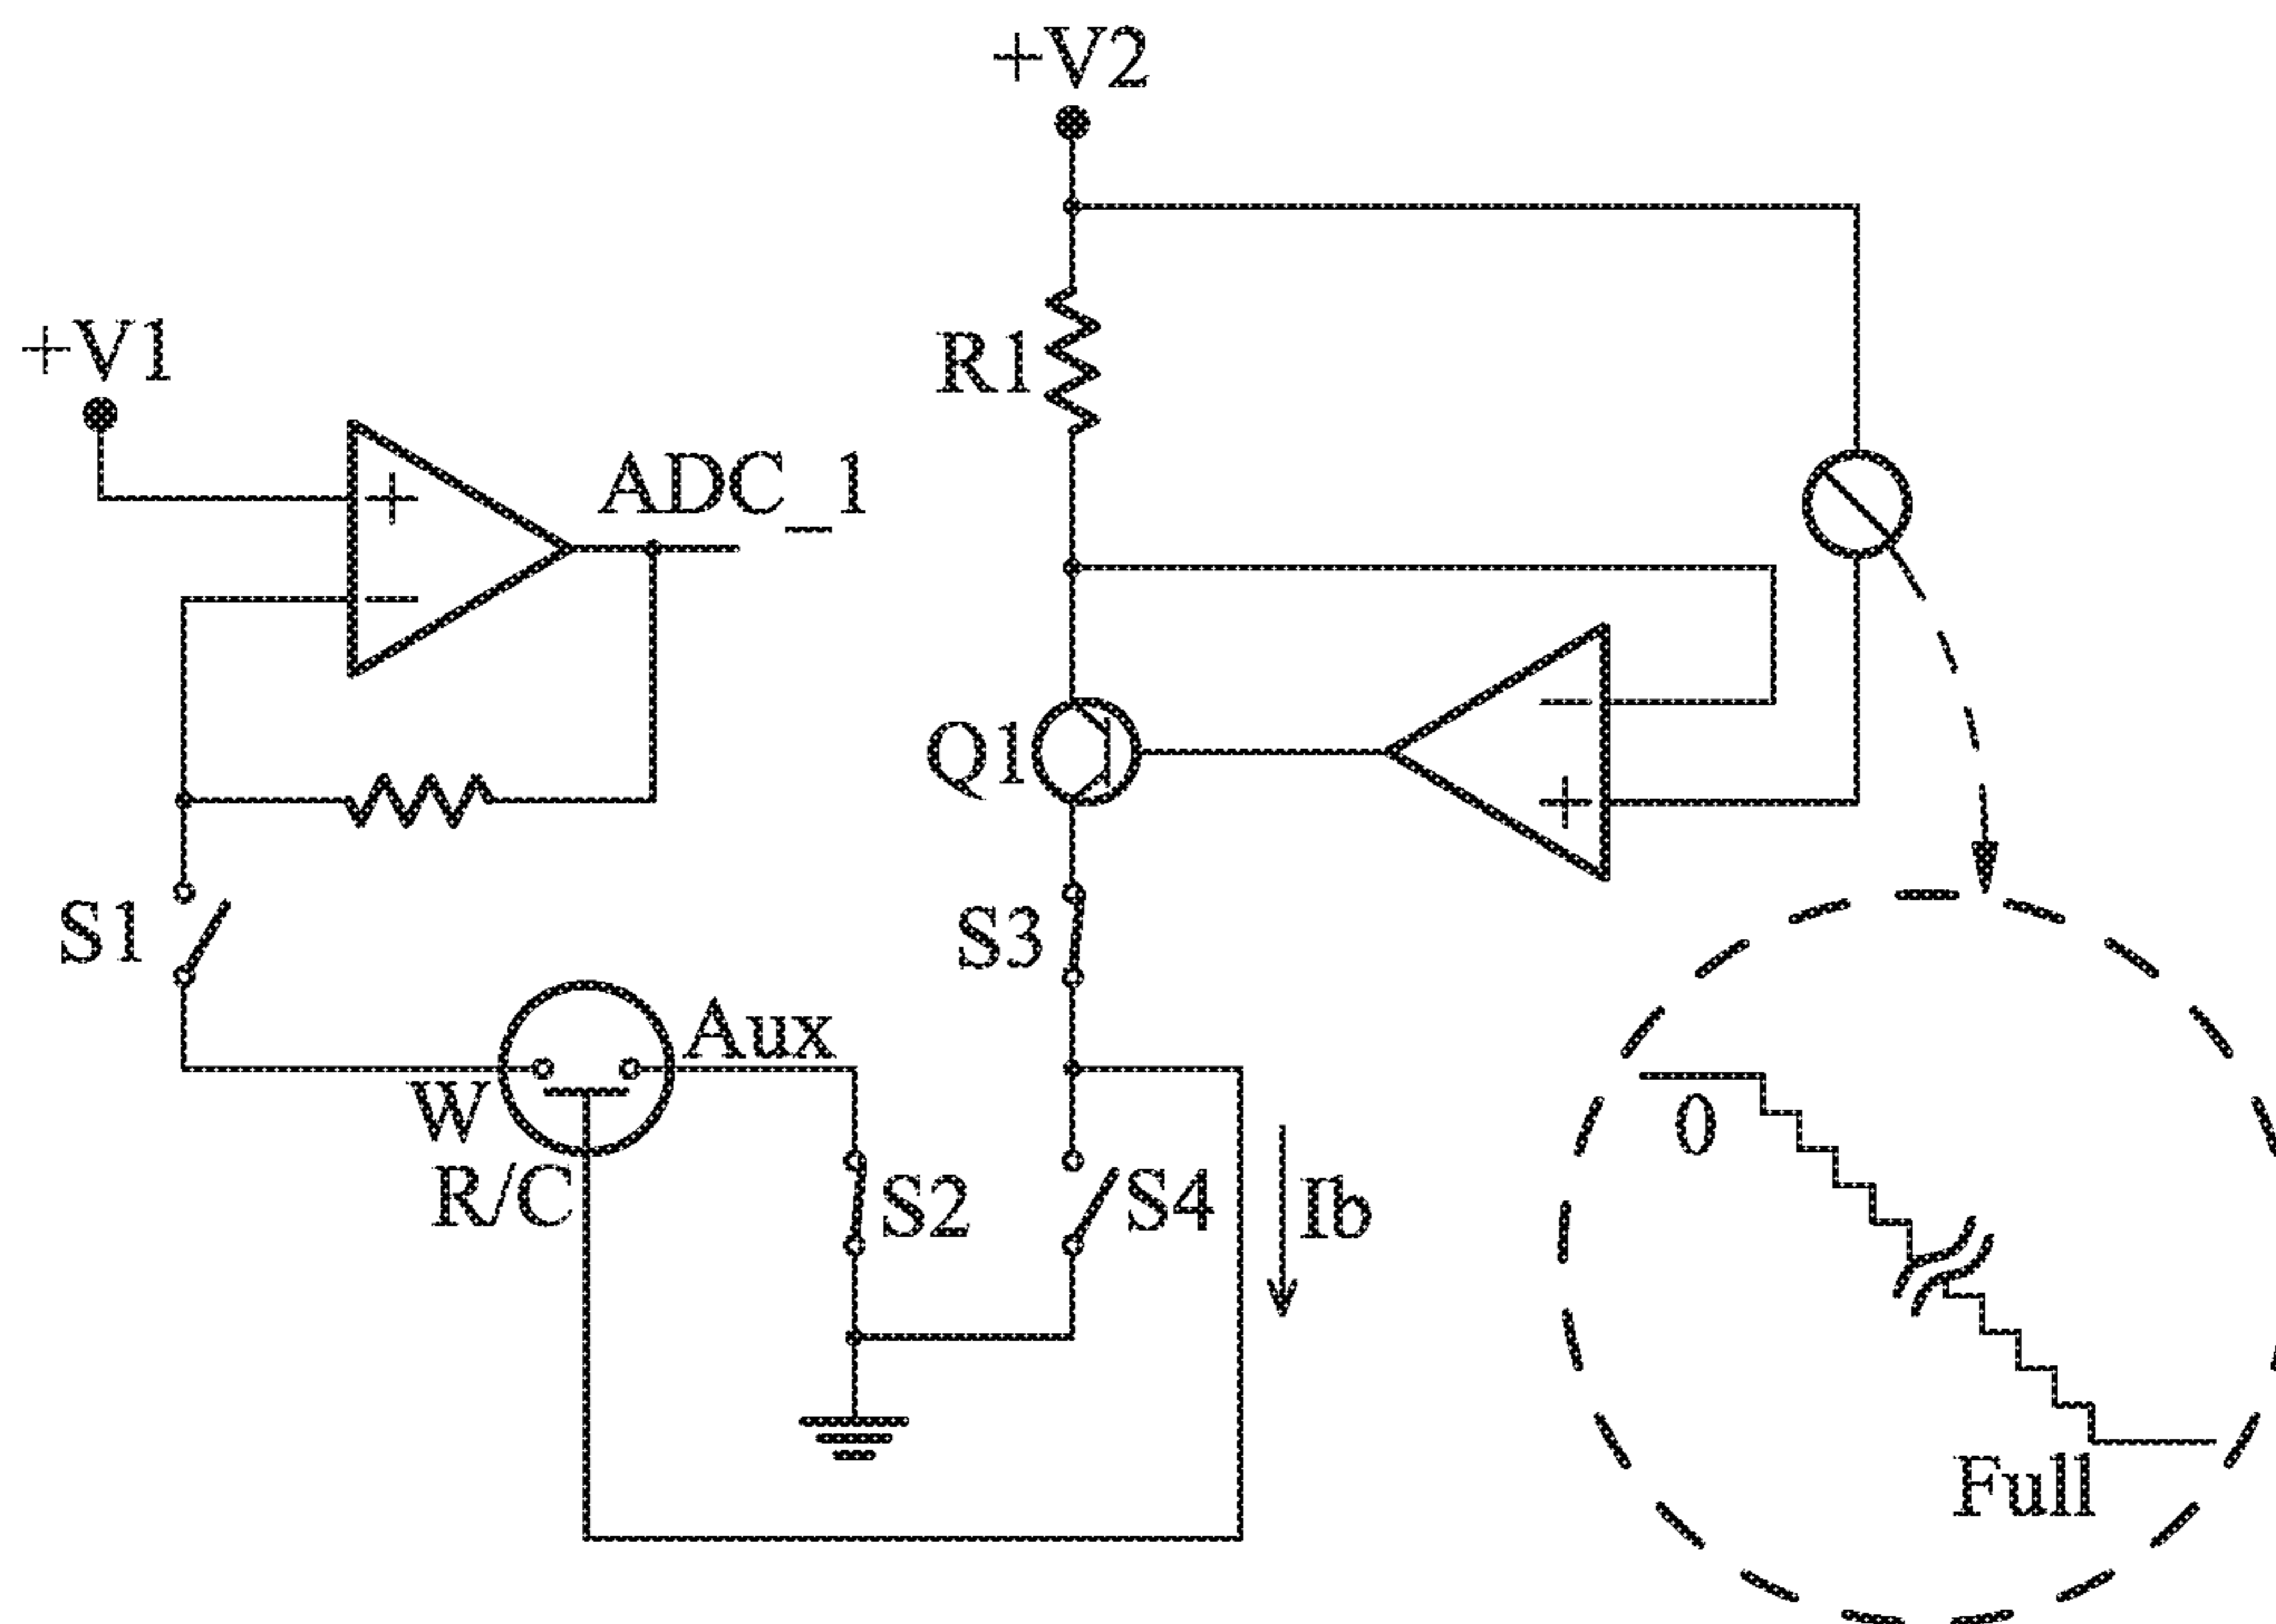 +V2
+V1
R1
ADC_1
+
−
Q1
−
+
S1
S3
Aux
W
R/C
S2
S4
Ib
0
Full